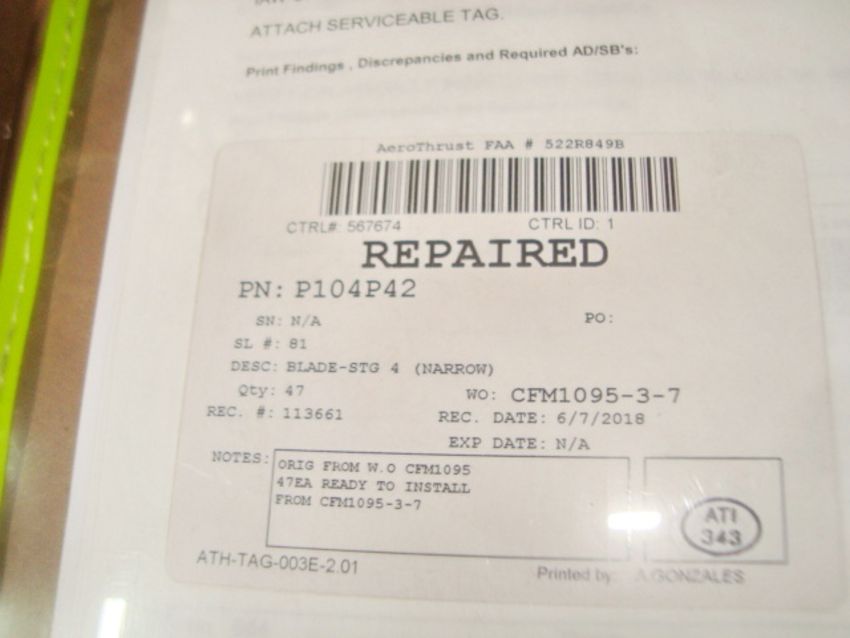 ATTACH SERVICEABLE TAG.
Print Findings , Discrepancies and Required AD/SB's:
AeroThrust FAA # 522R849B
CTRL#: 567674 CTRL ID: 1
REPAIRED
PN: P104P42
SN: N/A PO:
SL #: 81
DESC: BLADE-STG 4 (NARROW)
Qty: 47 WO: CFM1095-3-7
REC. #: 113661 REC. DATE: 6/7/2018
EXP DATE: N/A
NOTES: ORIG FROM W.O CFM1095
47EA READY TO INSTALL
FROM CFM1095-3-7
ATI
343
ATH-TAG-003E-2.01 Printed by: A.GONZALES